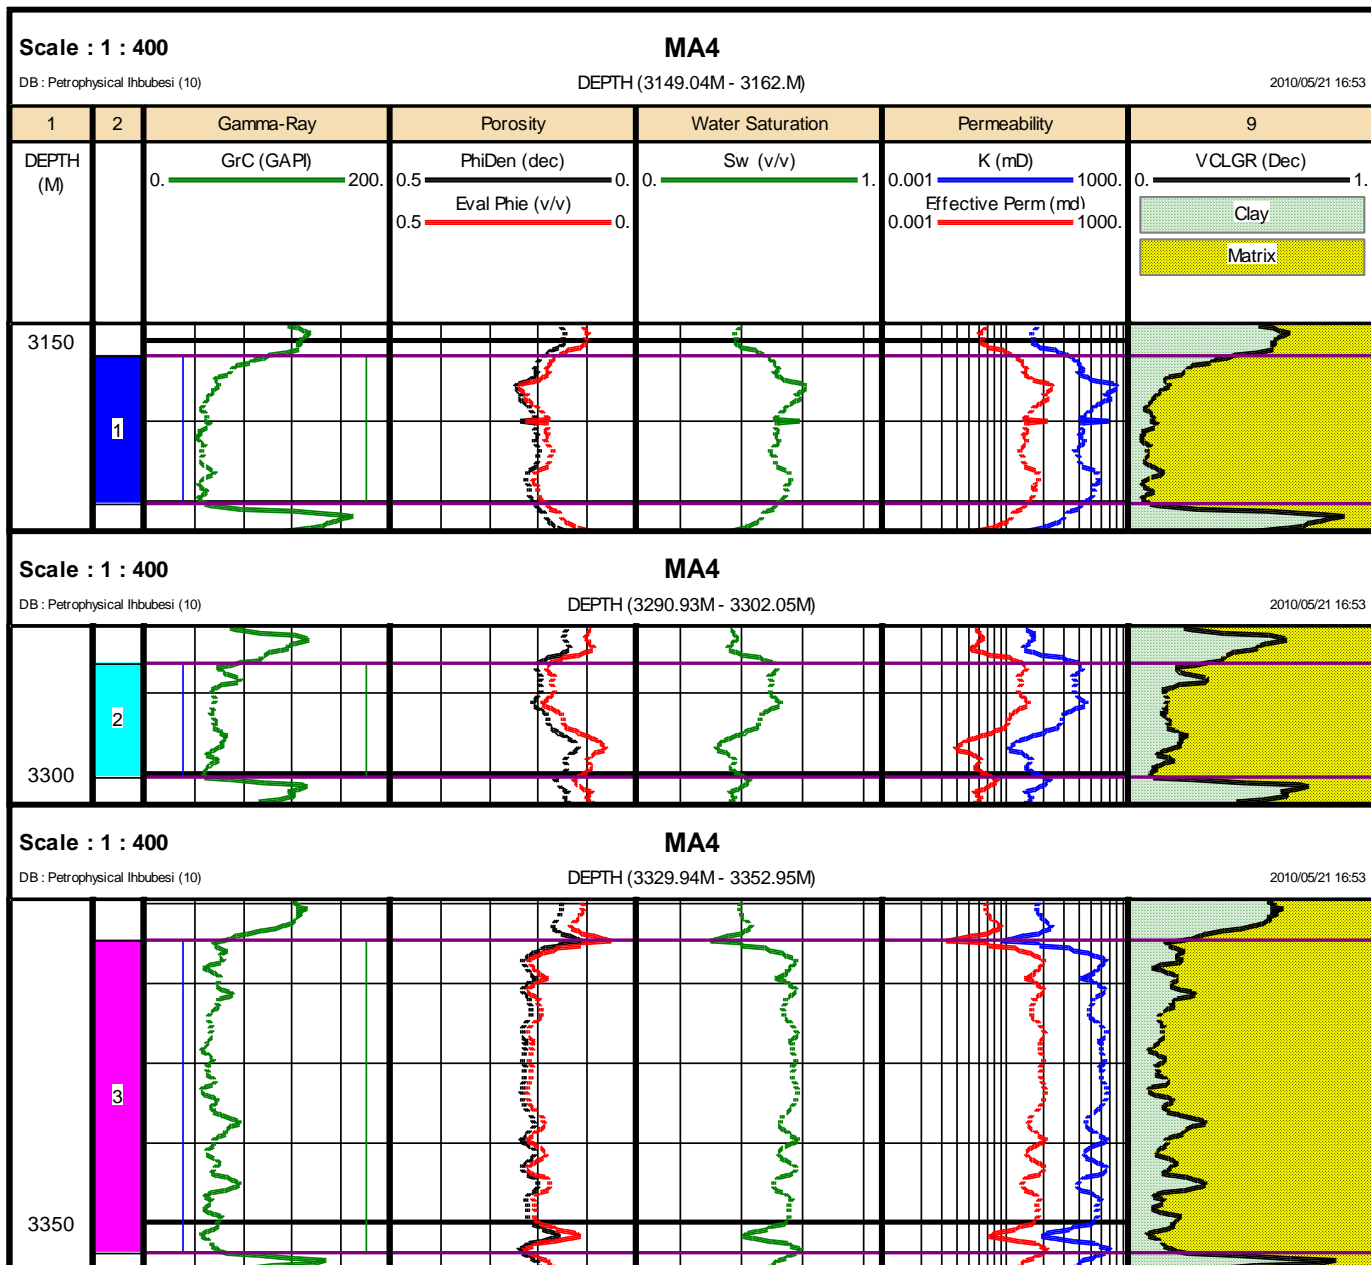 Scale : 1 : 400
MA4
DB : Petrophysical Ihbubesi (10)
DEPTH (3149.04M - 3162.M)
2010/05/21 16:53
1 2 Gamma-Ray Porosity Water Saturation Permeability 9
DEPTH (M)
GrC (GAPI)
0. 200.
PhiDen (dec)
0.5 0.
Eval Phie (v/v)
0.5 0.
Sw (v/v)
0. 1.
K (mD)
0.001 1000.
Effective Perm (md)
0.001 1000.
VCLGR (Dec)
0. 1.
Clay
Matrix
3150
1
Scale : 1 : 400
MA4
DB : Petrophysical Ihbubesi (10)
DEPTH (3290.93M - 3302.05M)
2010/05/21 16:53
2
3300
Scale : 1 : 400
MA4
DB : Petrophysical Ihbubesi (10)
DEPTH (3329.94M - 3352.95M)
2010/05/21 16:53
3
3350